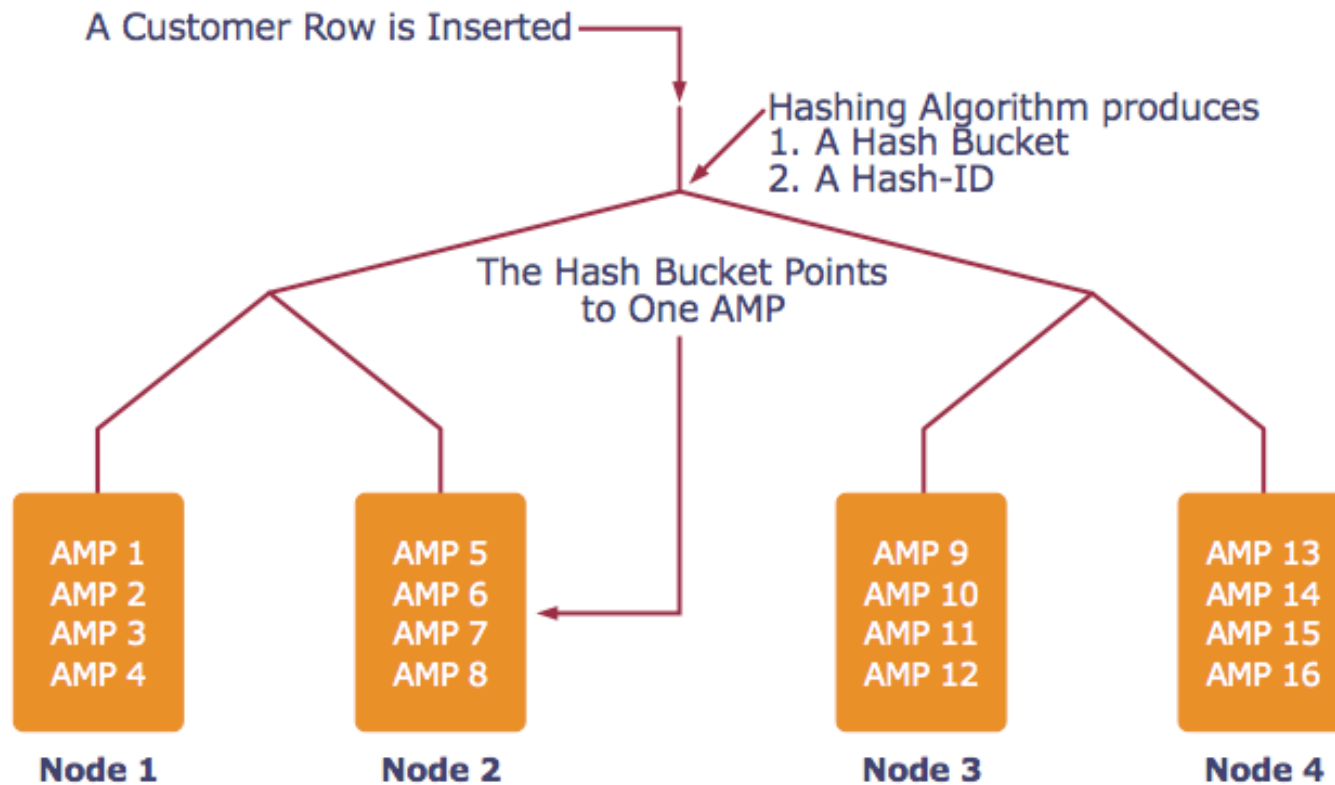 A Customer Row is Inserted
Hashing Algorithm produces
1. A Hash Bucket
2. A Hash-ID
The Hash Bucket Points
to One AMP
AMP 1
AMP 2
AMP 3
AMP 4
Node 1
AMP 5
AMP 6
AMP 7
AMP 8
Node 2
AMP 9
AMP 10
AMP 11
AMP 12
Node 3
AMP 13
AMP 14
AMP 15
AMP 16
Node 4